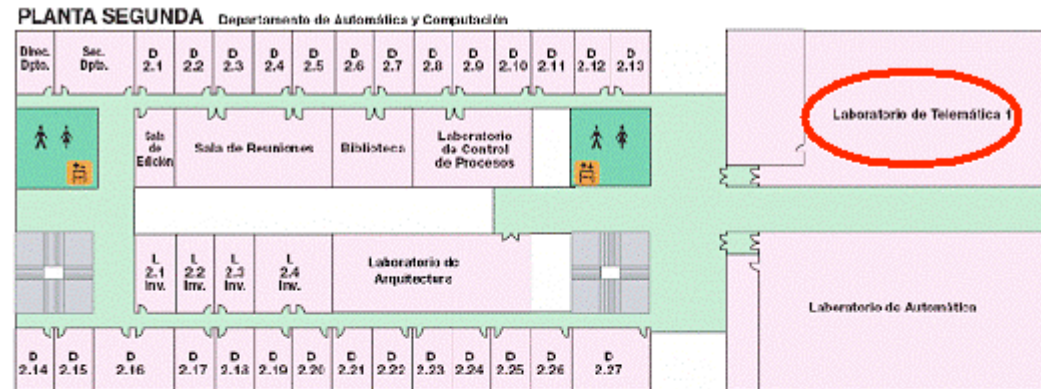 PLANTA SEGUNDA Departamento de Automática y Computación
Direc. Dpto.
Sec. Dpto.
D 2.1
D 2.2
D 2.3
D 2.4
D 2.5
D 2.6
D 2.7
D 2.8
D 2.9
D 2.10
D 2.11
D 2.12
D 2.13
Laboratorio de Telemática 1
Sala
de
Edición
Sala de Reuniones
Biblioteca
Laboratorio
de Control
de Procesos
L 2.1 Inv.
L 2.2 Inv.
L 2.3 Inv.
L 2.4 Inv.
Laboratorio de
Arquitectura
Laboratorio de Automática
D 2.14
D 2.15
D 2.16
D 2.17
D 2.18
D 2.19
D 2.20
D 2.21
D 2.22
D 2.23
D 2.24
D 2.25
D 2.26
D 2.27